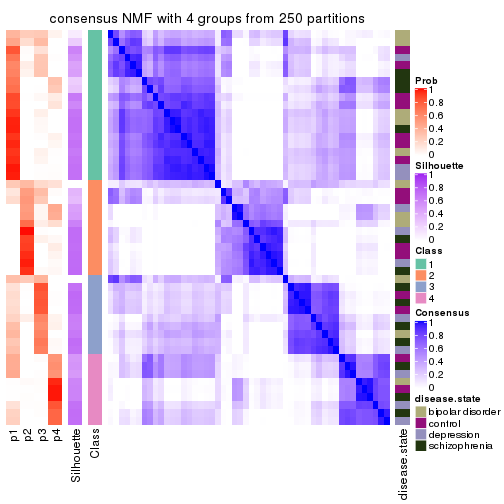 consensus NMF with 4 groups from 250 partitions
Prob
1
0.8
0.6
0.4
0.2
0
Silhouette
1
0.8
0.6
0.4
0.2
0
Class
1
2
3
4
Consensus
1
0.8
0.6
0.4
0.2
0
disease.state
bipolar disorder
control
depression
schizophrenia
p1
p2
p3
p4
Silhouette
Class
disease.state